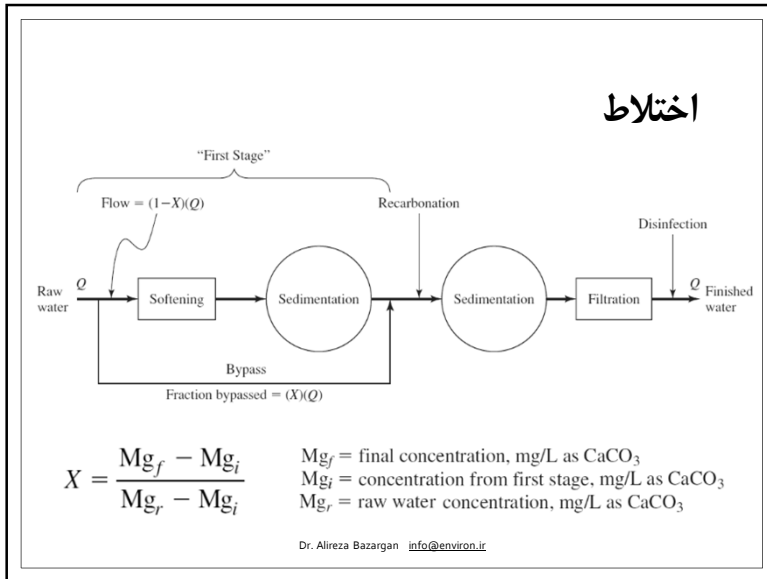 اختلاط
“First Stage”
Flow = (1−X)(Q)
Recarbonation
Disinfection
Raw water
Q
Softening
Sedimentation
Sedimentation
Filtration
Q
Finished water
Bypass
Fraction bypassed = (X)(Q)
X = (Mg_f − Mg_i) / (Mg_r − Mg_i)
Mg_f = final concentration, mg/L as CaCO₃
Mg_i = concentration from first stage, mg/L as CaCO₃
Mg_r = raw water concentration, mg/L as CaCO₃
Dr. Alireza Bazargan info@environ.ir